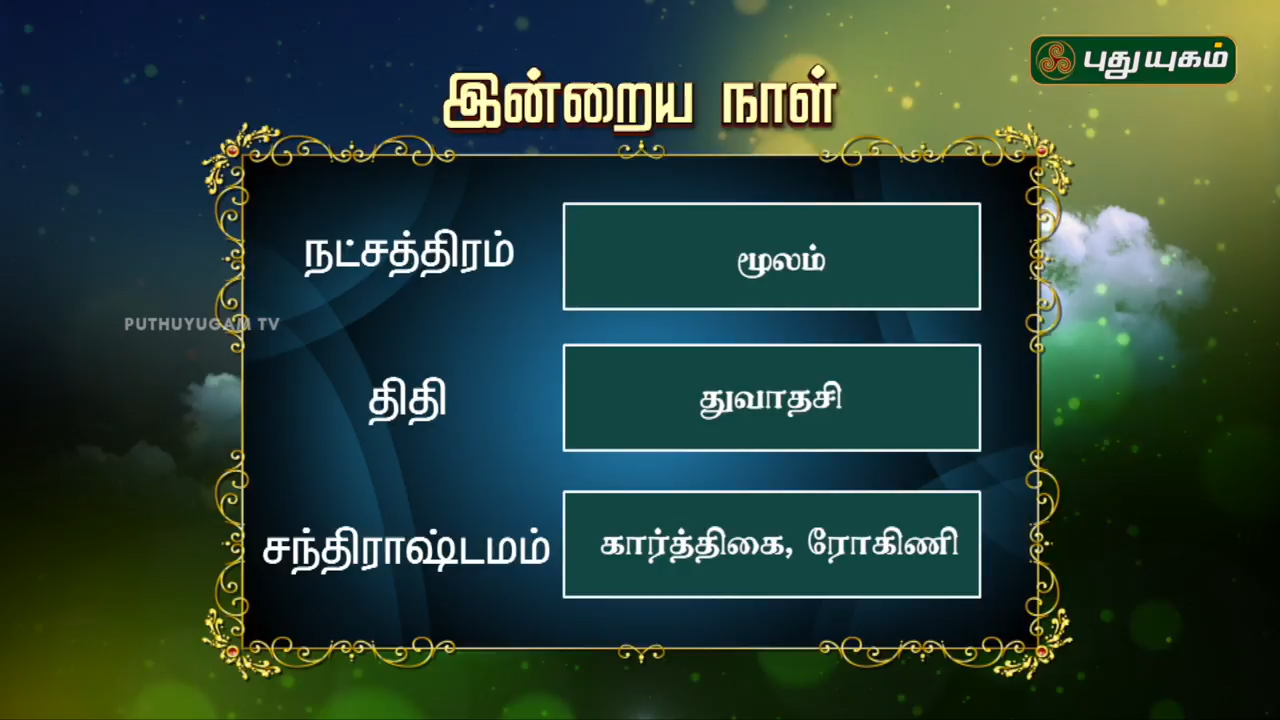 புதுயுகம்
இன்றைய நாள்
நட்சத்திரம் மூலம்
PUTHUYUGAM TV
திதி துவாதசி
சந்திராஷ்டமம் கார்த்திகை, ரோகிணி